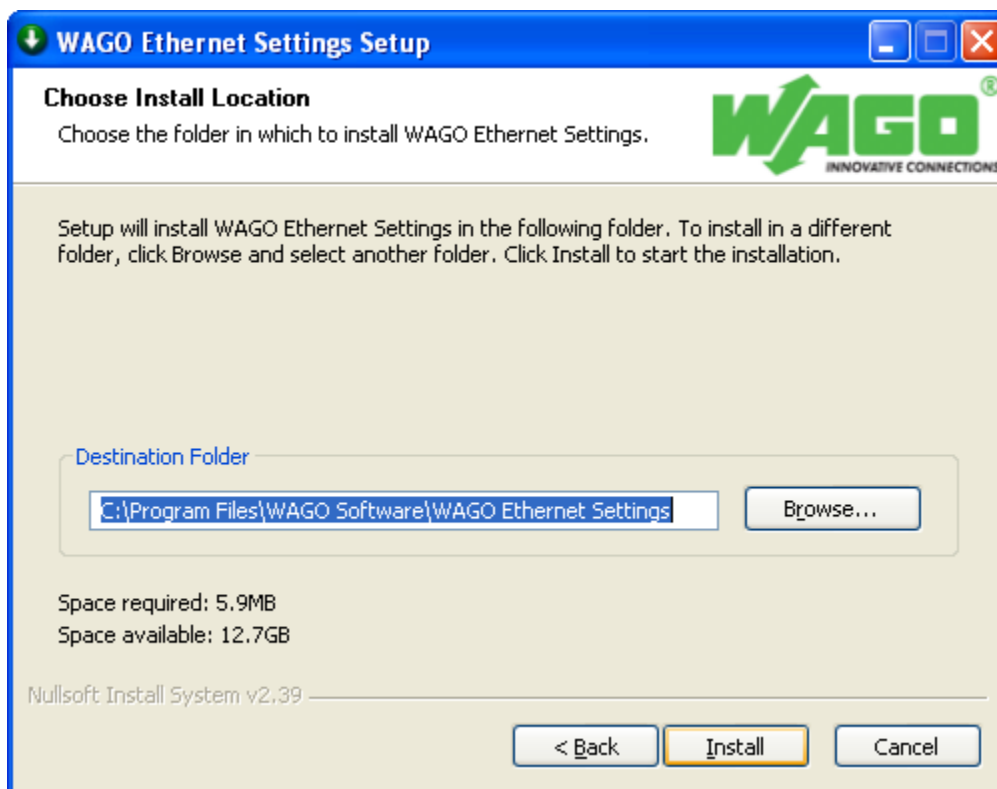 WAGO Ethernet Settings Setup
Choose Install Location
Choose the folder in which to install WAGO Ethernet Settings.
WAGO®
INNOVATIVE CONNECTIONS
Setup will install WAGO Ethernet Settings in the following folder. To install in a different
folder, click Browse and select another folder. Click Install to start the installation.
Destination Folder
C:\Program Files\WAGO Software\WAGO Ethernet Settings
Browse...
Space required: 5.9MB
Space available: 12.7GB
Nullsoft Install System v2.39
< Back Install Cancel